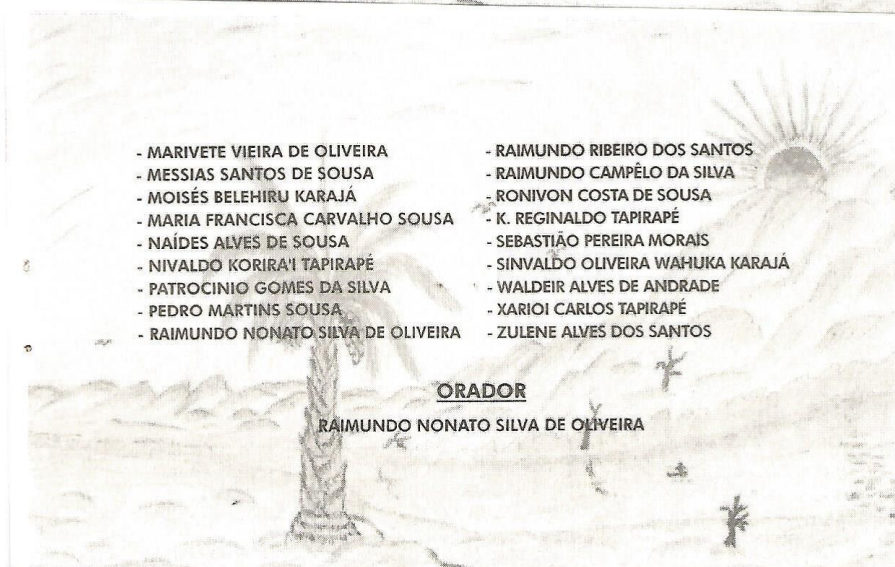 - MARIVETE VIEIRA DE OLIVEIRA
- MESSIAS SANTOS DE SOUSA
- MOISÉS BELEHIRU KARAJÁ
- MARIA FRANCISCA CARVALHO SOUSA
- NAÍDES ALVES DE SOUSA
- NIVALDO KORIRA'I TAPIRAPÉ
- PATROCINIO GOMES DA SILVA
- PEDRO MARTINS SOUSA
- RAIMUNDO NONATO SILVA DE OLIVEIRA
- RAIMUNDO RIBEIRO DOS SANTOS
- RAIMUNDO CAMPÊLO DA SILVA
- RONIVON COSTA DE SOUSA
- K. REGINALDO TAPIRAPÉ
- SEBASTIÃO PEREIRA MORAIS
- SINVALDO OLIVEIRA WAHUKA KARAJÁ
- WALDEIR ALVES DE ANDRADE
- XARIOI CARLOS TAPIRAPÉ
- ZULENE ALVES DOS SANTOS
ORADOR
RAIMUNDO NONATO SILVA DE OLIVEIRA